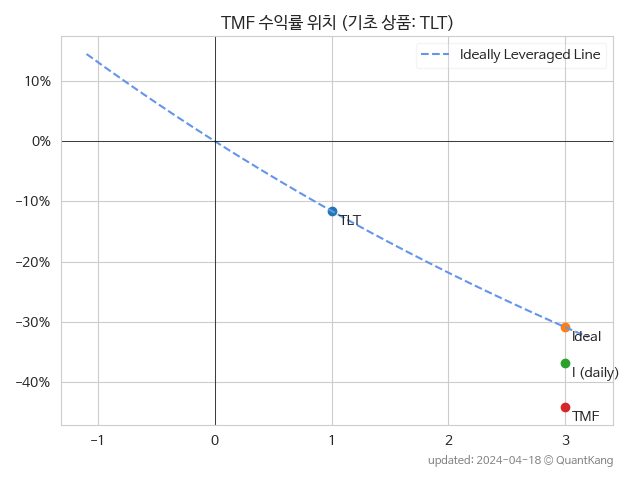 TMF 수익률 위치 (기초 상품: TLT)
Ideally Leveraged Line
10%
0%
−10%
TLT
−20%
−30%
Ideal
I (daily)
−40%
TMF
−1 0 1 2 3
updated: 2024-04-18 © QuantKang